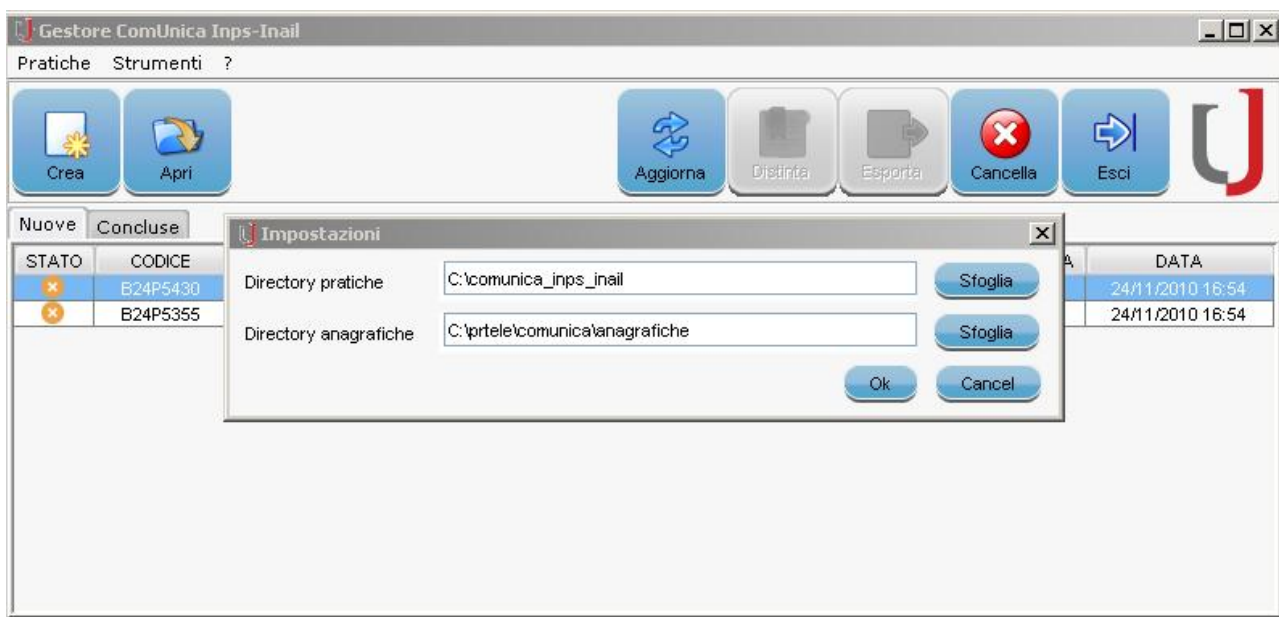 Gestore ComUnica Inps-Inail
Pratiche Strumenti ?
Crea Apri Aggiorna Distinta Esporta Cancella Esci
Nuove Concluse
Impostazioni
STATO CODICE A DATA
Directory pratiche C:\comunica_inps_inail Sfoglia
B24P5430 24/11/2010 16:54
B24P5355 24/11/2010 16:54
Directory anagrafiche C:\prtele\comunica\anagrafiche Sfoglia
Ok Cancel